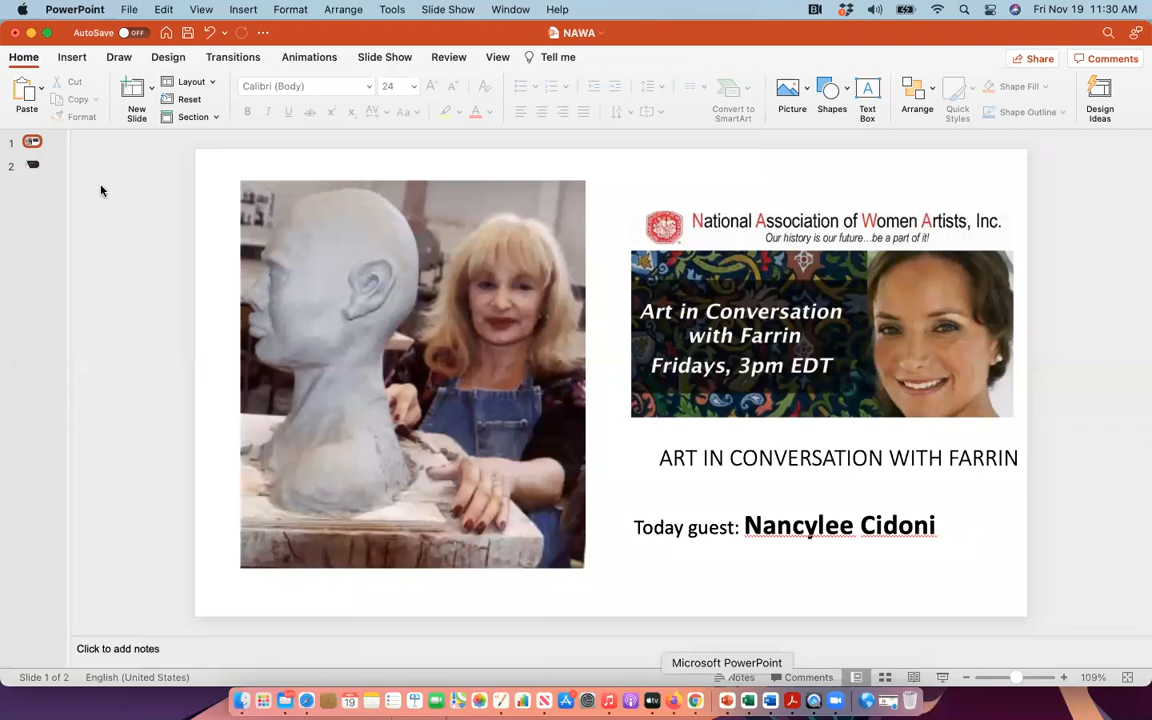 PowerPoint File Edit View Insert Format Arrange Tools Slide Show Window Help Fri Nov 19 11:30 AM
AutoSave OFF NAWA
Home Insert Draw Design Transitions Animations Slide Show Review View Tell me Share Comments
Paste Cut Copy Format
New Slide Layout Reset Section
Calibri (Body) 24
Convert to SmartArt
Picture Shapes Text Box Arrange Quick Styles Shape Fill Shape Outline Design Ideas
1
2
National Association of Women Artists, Inc.
Our history is our future...be a part of it!
Art in Conversation
with Farrin
Fridays, 3pm EDT
ART IN CONVERSATION WITH FARRIN
Today guest: Nancylee Cidoni
Click to add notes
Microsoft PowerPoint
Slide 1 of 2 English (United States) Notes Comments 109%
19